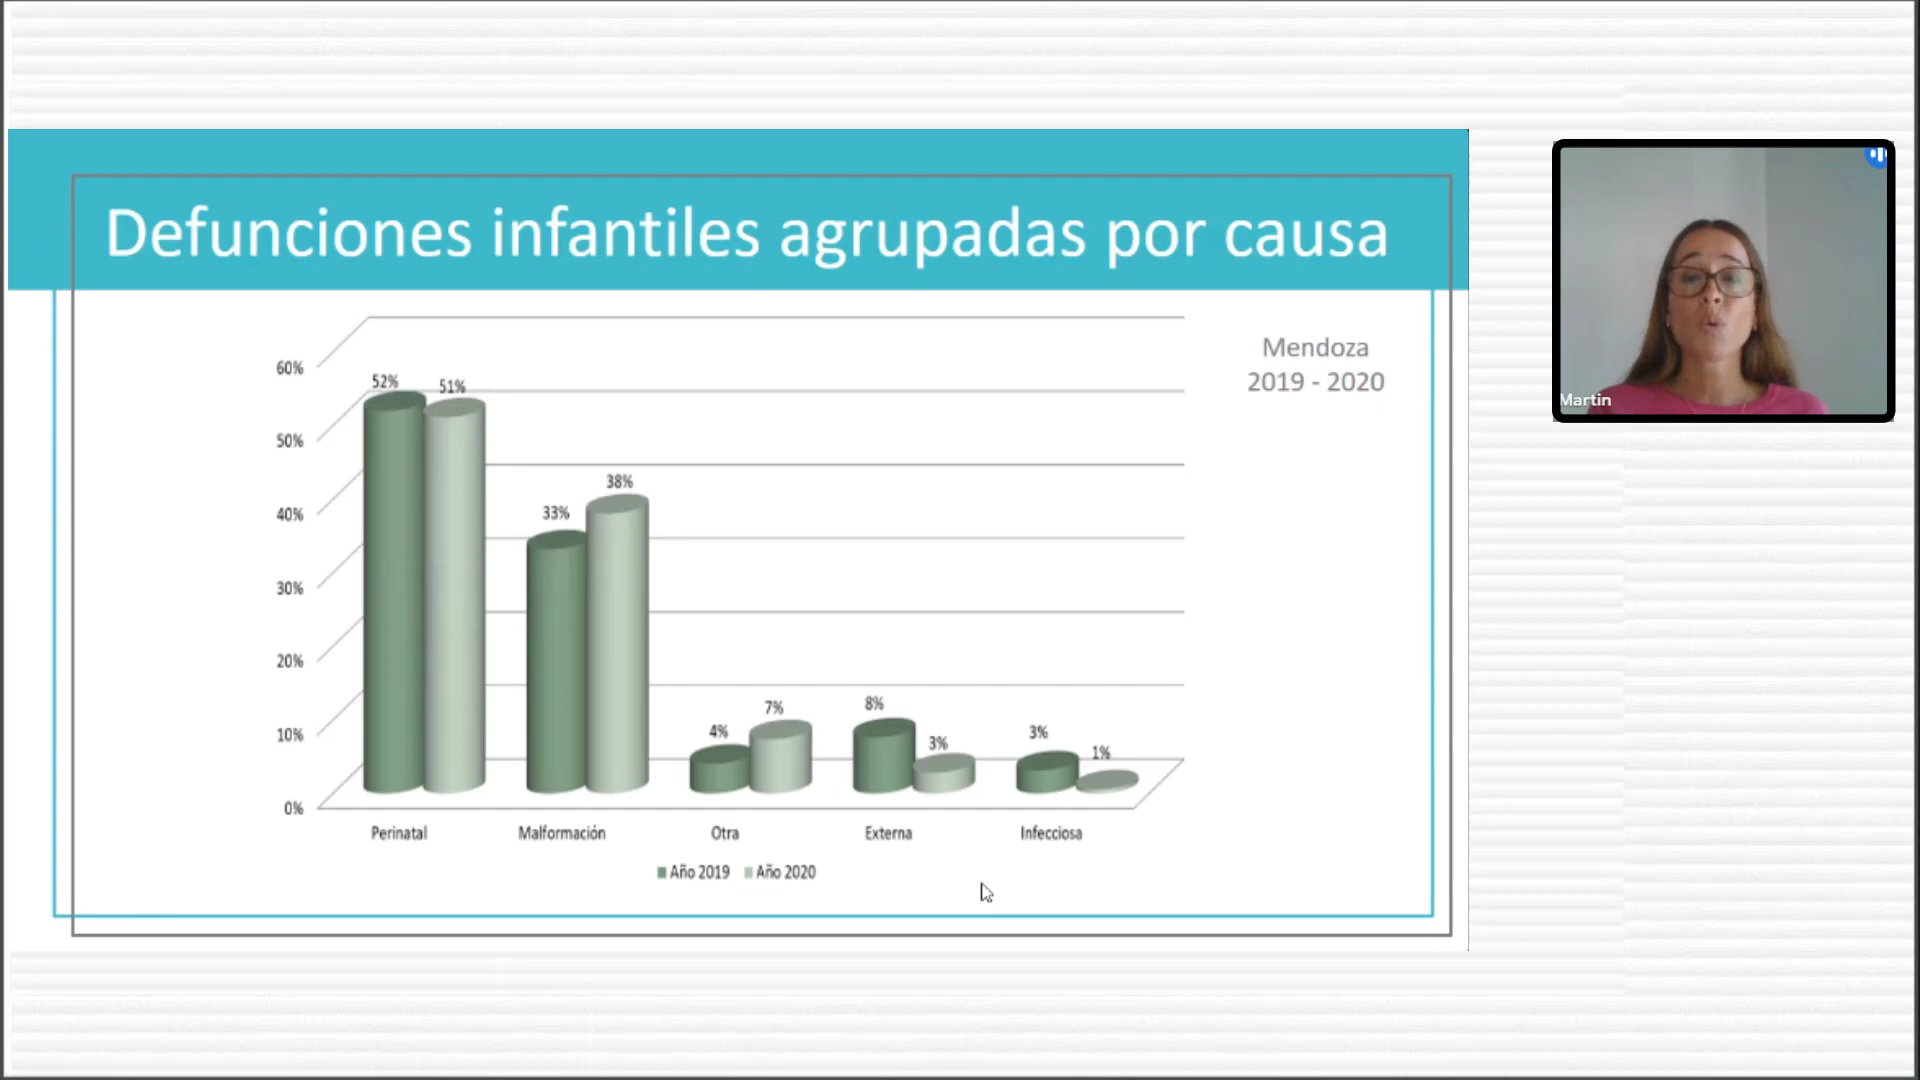 Defunciones infantiles agrupadas por causa
Mendoza
2019 - 2020
60%
50%
40%
30%
20%
10%
0%
52%
51%
33%
38%
4%
7%
8%
3%
3%
1%
Perinatal
Malformación
Otra
Externa
Infecciosa
Año 2019
Año 2020
Martin